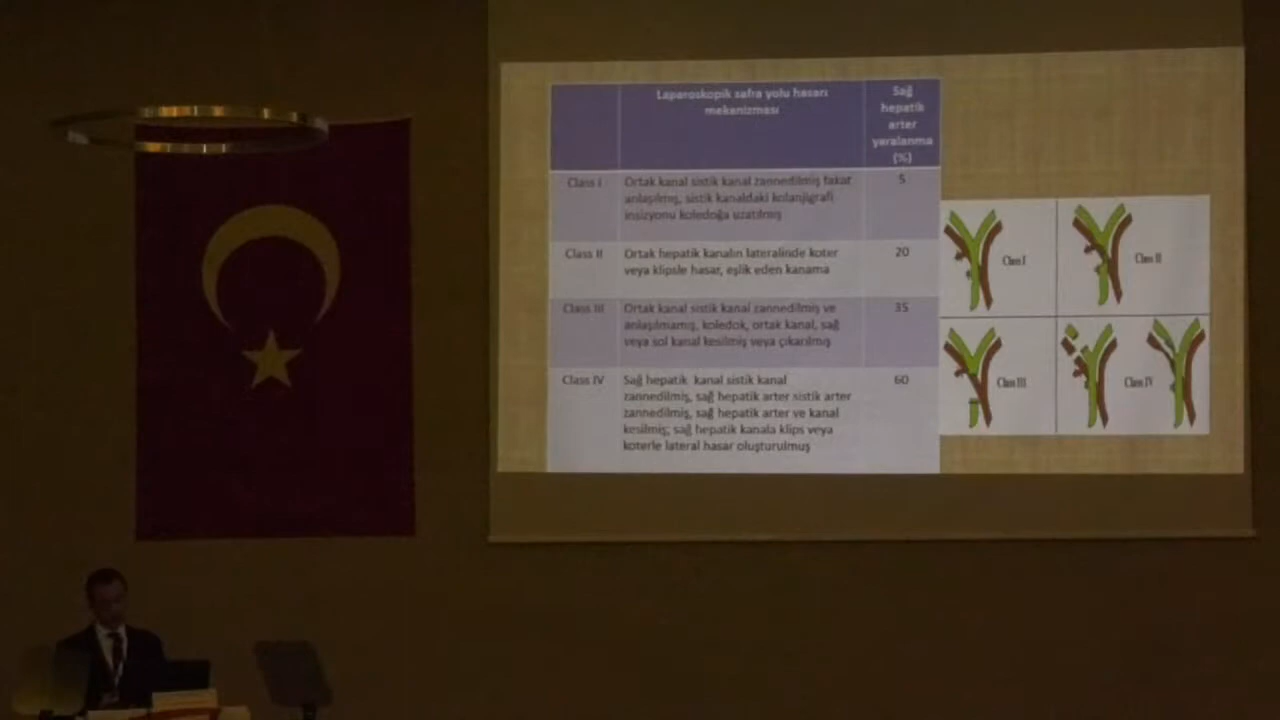 Laparoskopik safra yolu hasarı
mekanizması
Sağ
hepatik
arter
yaralanma
(%)
Class I
Ortak kanal sistik kanal zannedilmiş fakat
anlaşılmış, sistik kanaldaki kolanjigrafi
insizyonu koledoğa uzatılmış
5
Class II
Ortak hepatik kanalın lateralinde koter
veya klipsle hasar, eşlik eden kanama
20
Class III
Ortak kanal sistik kanal zannedilmiş ve
anlaşılmamış, koledok, ortak kanal, sağ
veya sol kanal kesilmiş veya çıkarılmış
35
Class IV
Sağ hepatik kanal sistik kanal
zannedilmiş, sağ hepatik arter sistik arter
zannedilmiş, sağ hepatik arter ve kanal
kesilmiş; sağ hepatik kanala klips veya
koterle lateral hasar oluşturulmuş
60
Class I
Class II
Class III
Class IV